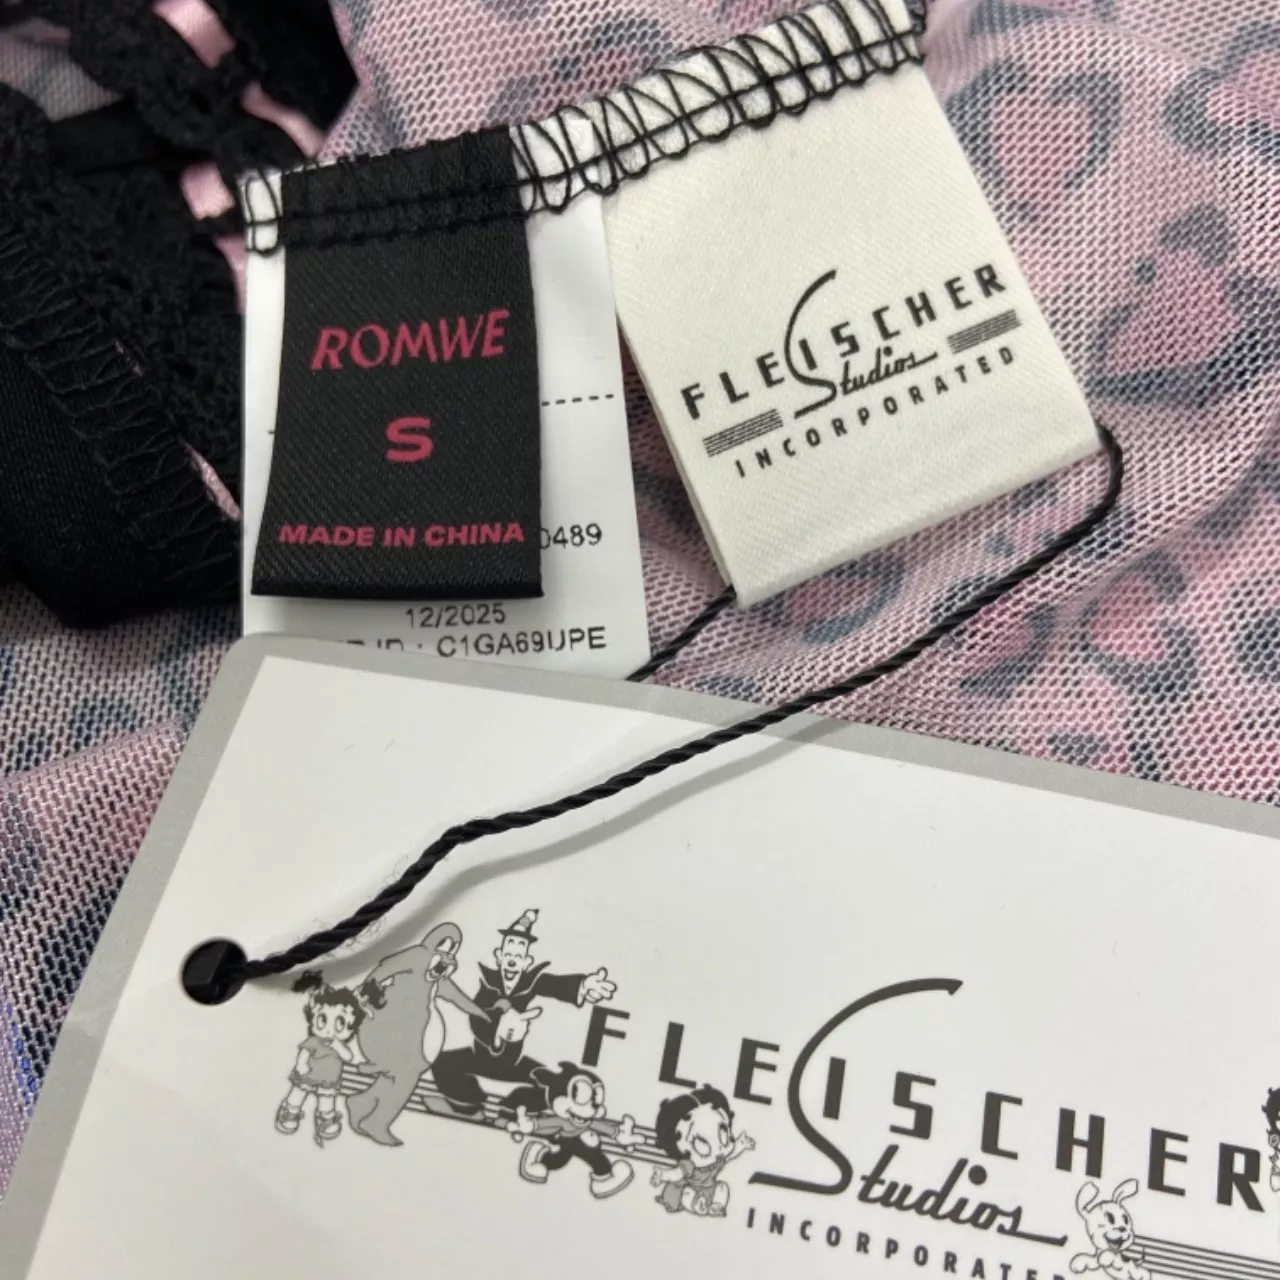 ROMWE
S
MADE IN CHINA
0489
12/2025
: C1GA69UPE
FLEISCHER
Studios
INCORPORATED
FLEISCHER
Studios
INCORPORATED